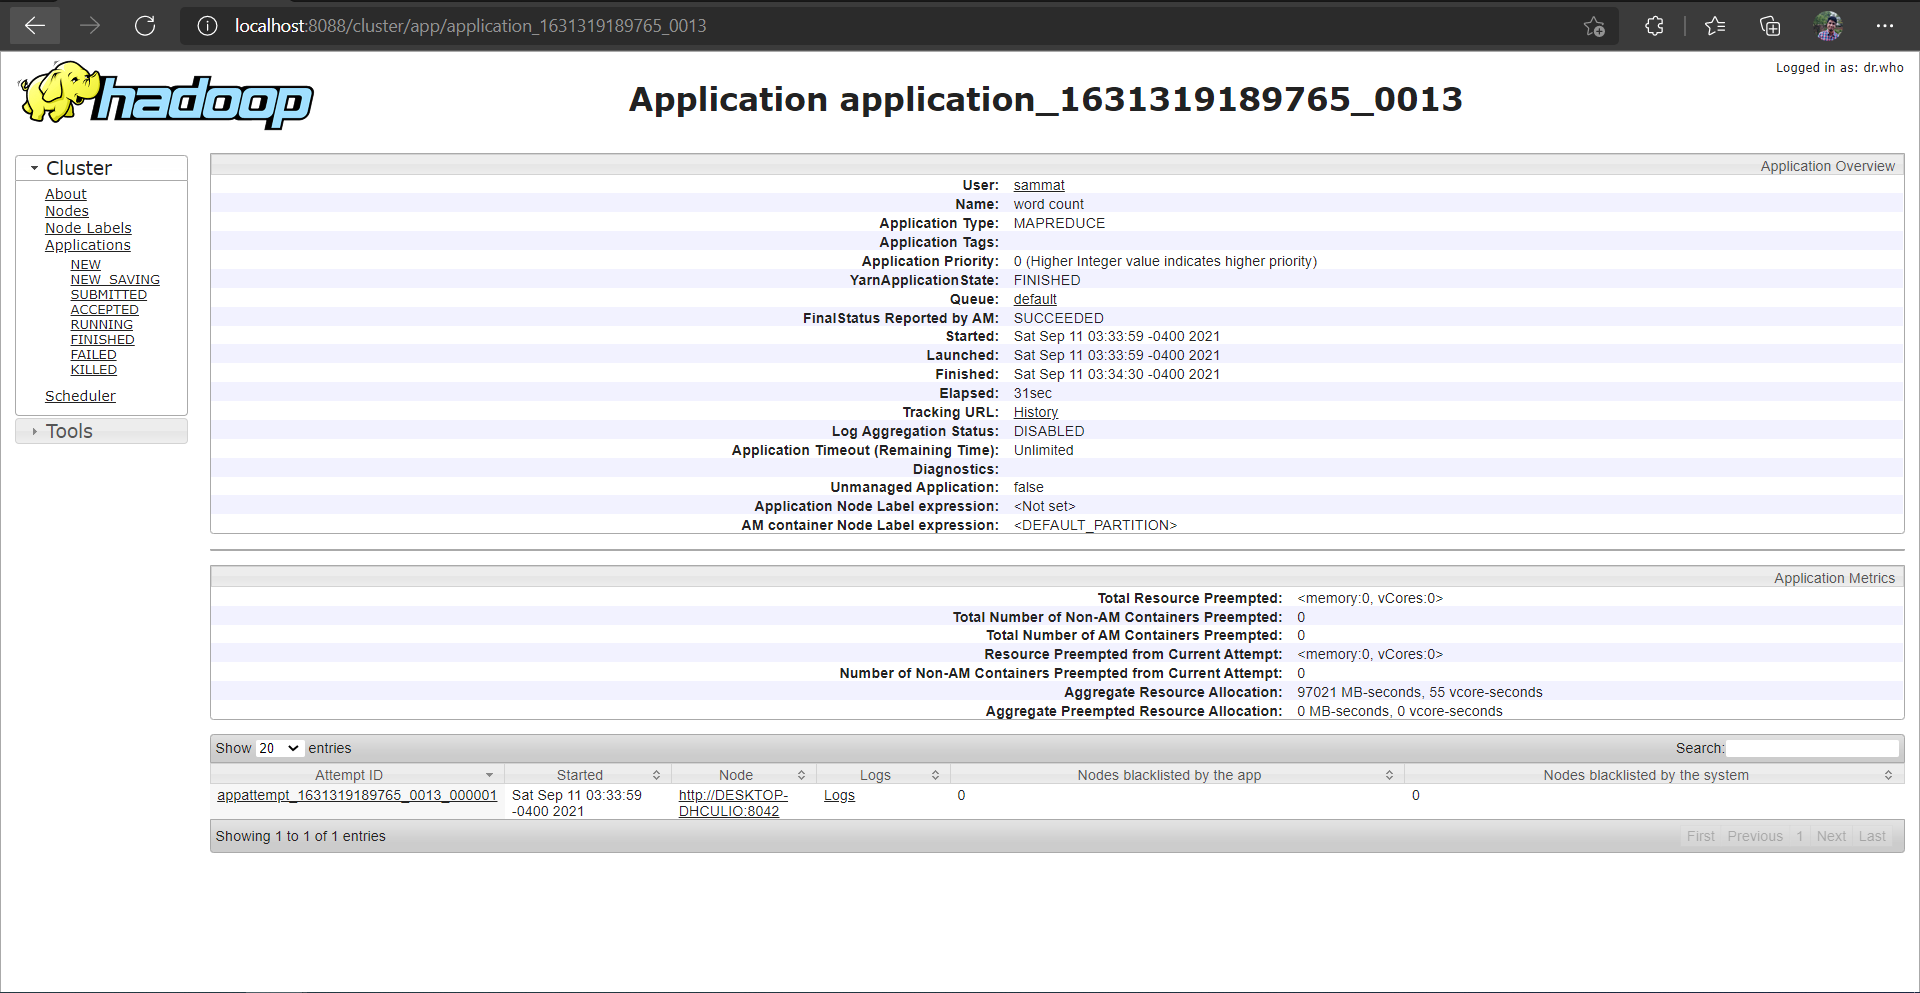 localhost:8088/cluster/app/application_1631319189765_0013
Logged in as: dr.who
hadoop
Application application_1631319189765_0013
Cluster
About
Nodes
Node Labels
Applications
NEW
NEW_SAVING
SUBMITTED
ACCEPTED
RUNNING
FINISHED
FAILED
KILLED
Scheduler
Tools
Application Overview
User: sammat
Name: word count
Application Type: MAPREDUCE
Application Tags:
Application Priority: 0 (Higher Integer value indicates higher priority)
YarnApplicationState: FINISHED
Queue: default
FinalStatus Reported by AM: SUCCEEDED
Started: Sat Sep 11 03:33:59 -0400 2021
Launched: Sat Sep 11 03:33:59 -0400 2021
Finished: Sat Sep 11 03:34:30 -0400 2021
Elapsed: 31sec
Tracking URL: History
Log Aggregation Status: DISABLED
Application Timeout (Remaining Time): Unlimited
Diagnostics:
Unmanaged Application: false
Application Node Label expression: <Not set>
AM container Node Label expression: <DEFAULT_PARTITION>
Application Metrics
Total Resource Preempted: <memory:0, vCores:0>
Total Number of Non-AM Containers Preempted: 0
Total Number of AM Containers Preempted: 0
Resource Preempted from Current Attempt: <memory:0, vCores:0>
Number of Non-AM Containers Preempted from Current Attempt: 0
Aggregate Resource Allocation: 97021 MB-seconds, 55 vcore-seconds
Aggregate Preempted Resource Allocation: 0 MB-seconds, 0 vcore-seconds
Show 20 entries Search:
Attempt ID Started Node Logs Nodes blacklisted by the app Nodes blacklisted by the system
appattempt_1631319189765_0013_000001 Sat Sep 11 03:33:59 http://DESKTOP- Logs 0 0
-0400 2021 DHCULIO:8042
Showing 1 to 1 of 1 entries First Previous 1 Next Last